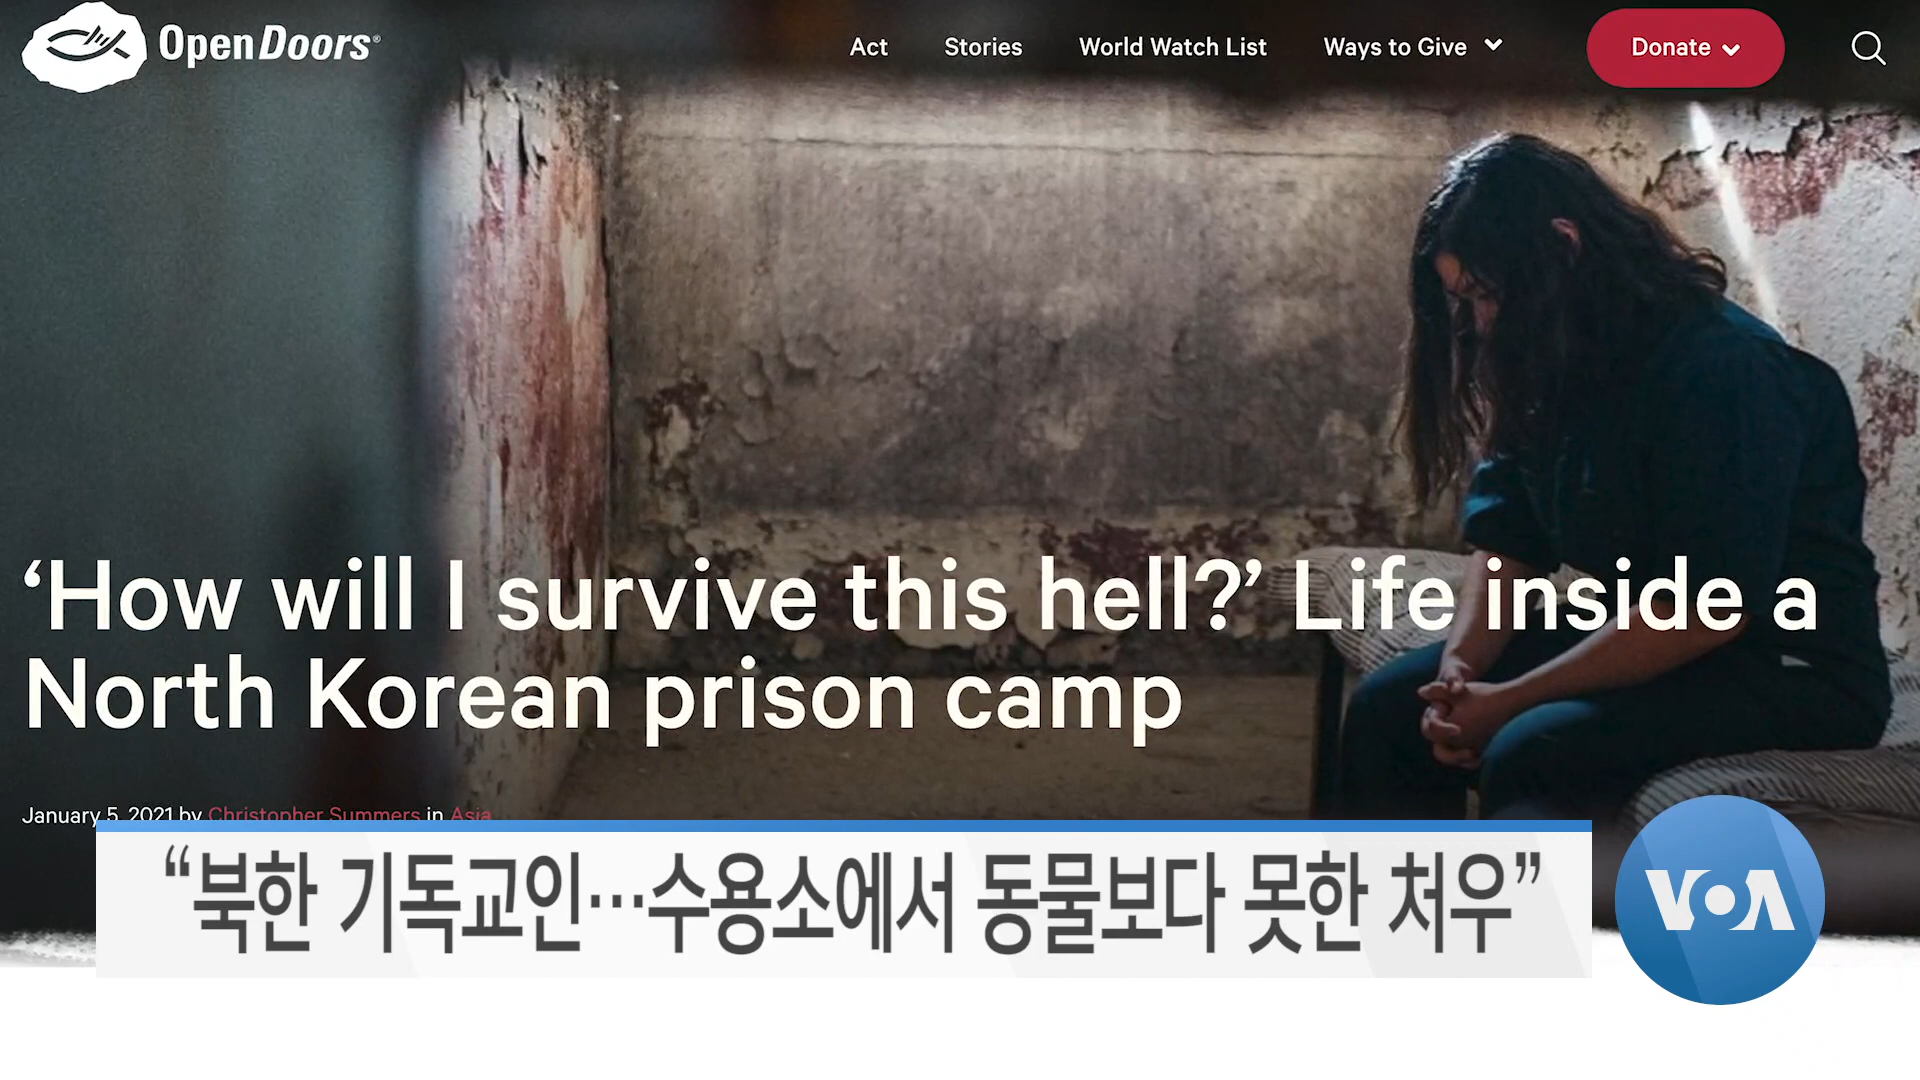 OpenDoors®
Act Stories World Watch List Ways to Give Donate
‘How will I survive this hell?’ Life inside a
North Korean prison camp
January 5, 2021 by Christopher Summers in Asia
“북한 기독교인…수용소에서 동물보다 못한 처우”
VOA